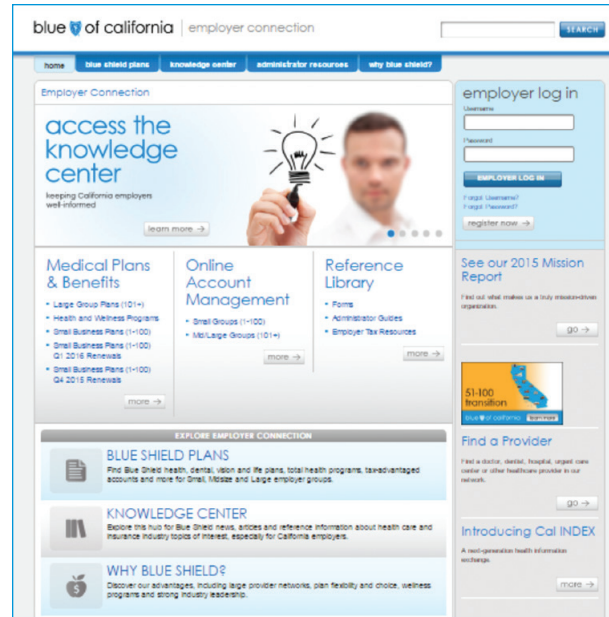 blue of california employer connection
SEARCH
home
blue shield plans
knowledge center
administrator resources
why blue shield?
Employer Connection
access the
knowledge
center
keeping California employers
well-informed
learn more →
employer log in
Username
Password
EMPLOYER LOG IN
Forgot Username?
Forgot Password?
register now →
Medical Plans
& Benefits
• Large Group Plans (101+)
• Health and Wellness Programs
• Small Business Plans (1-100)
• Small Business Plans (1-100)
Q1 2016 Renewals
• Small Business Plans (1-100)
Q4 2015 Renewals
more →
Online
Account
Management
• Small Groups (1-100)
• Mid/Large Groups (101+)
more →
Reference
Library
• Forms
• Administrator Guides
• Employer Tax Resources
more →
See our 2015 Mission
Report
Find out what makes us a truly mission-driven
organization.
go →
51-100
transition
blue of california learn more
Find a Provider
Find a doctor, dentist, hospital, urgent care
center or other healthcare provider in our
network.
go →
Introducing Cal INDEX
A next-generation health information
exchange.
more →
EXPLORE EMPLOYER CONNECTION
BLUE SHIELD PLANS
Find Blue Shield health, dental, vision and life plans, total health programs, tax-advantaged
accounts and more for Small, Midsize and Large employer groups.
KNOWLEDGE CENTER
Explore this hub for Blue Shield news, articles and reference information about health care and
insurance industry topics of interest, especially for California employers.
WHY BLUE SHIELD?
Discover our advantages, including large provider networks, plan flexibility and choice, wellness
programs and strong industry leadership.